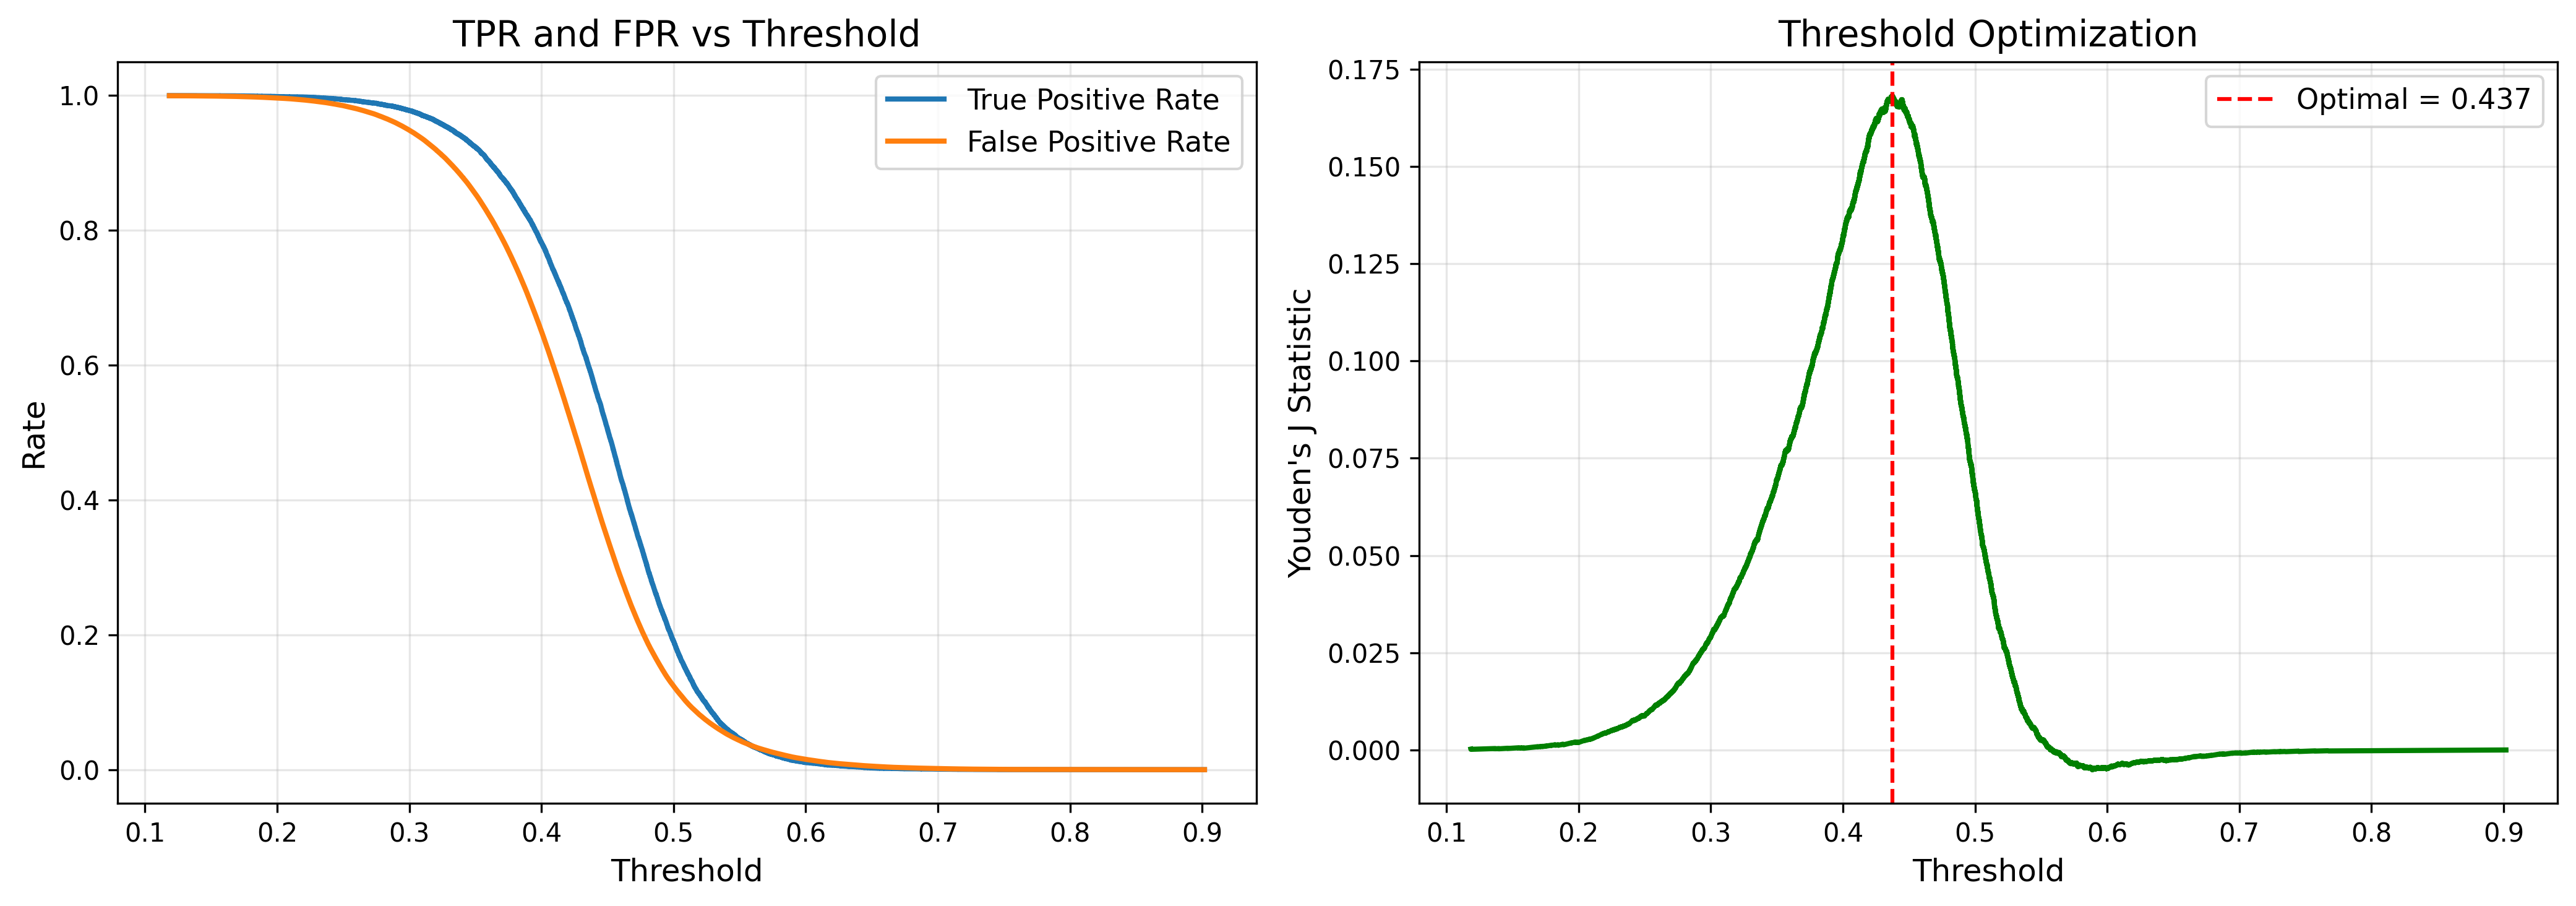 TPR and FPR vs Threshold
True Positive Rate
False Positive Rate
Rate
1.0
0.8
0.6
0.4
0.2
0.0
0.1 0.2 0.3 0.4 0.5 0.6 0.7 0.8 0.9
Threshold
Threshold Optimization
Optimal = 0.437
Youden's J Statistic
0.175
0.150
0.125
0.100
0.075
0.050
0.025
0.000
0.1 0.2 0.3 0.4 0.5 0.6 0.7 0.8 0.9
Threshold